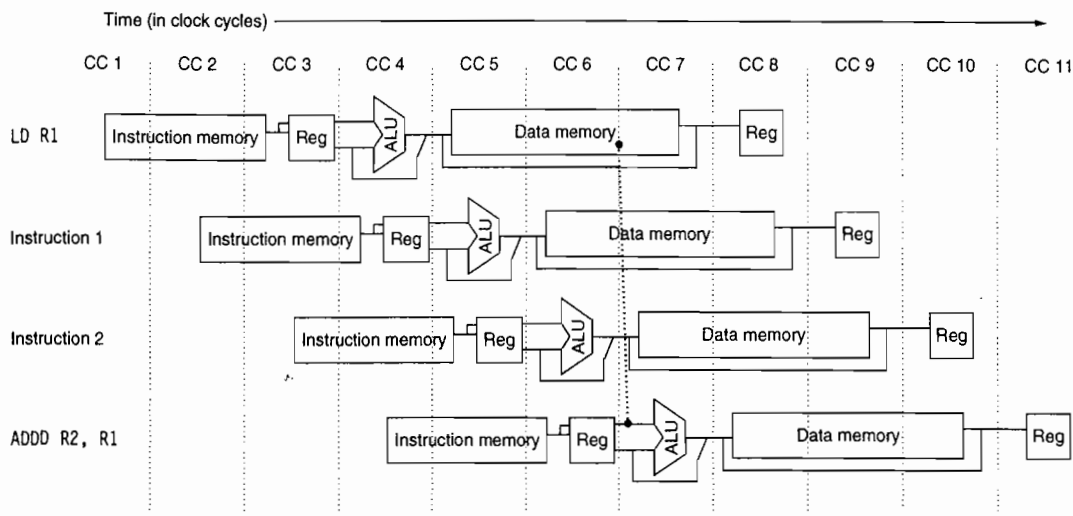 Time (in clock cycles)
CC 1 CC 2 CC 3 CC 4 CC 5 CC 6 CC 7 CC 8 CC 9 CC 10 CC 11
LD R1 Instruction memory Reg ALU Data memory Reg
Instruction 1 Instruction memory Reg ALU Data memory Reg
Instruction 2 Instruction memory Reg ALU Data memory Reg
ADDD R2, R1 Instruction memory Reg ALU Data memory Reg